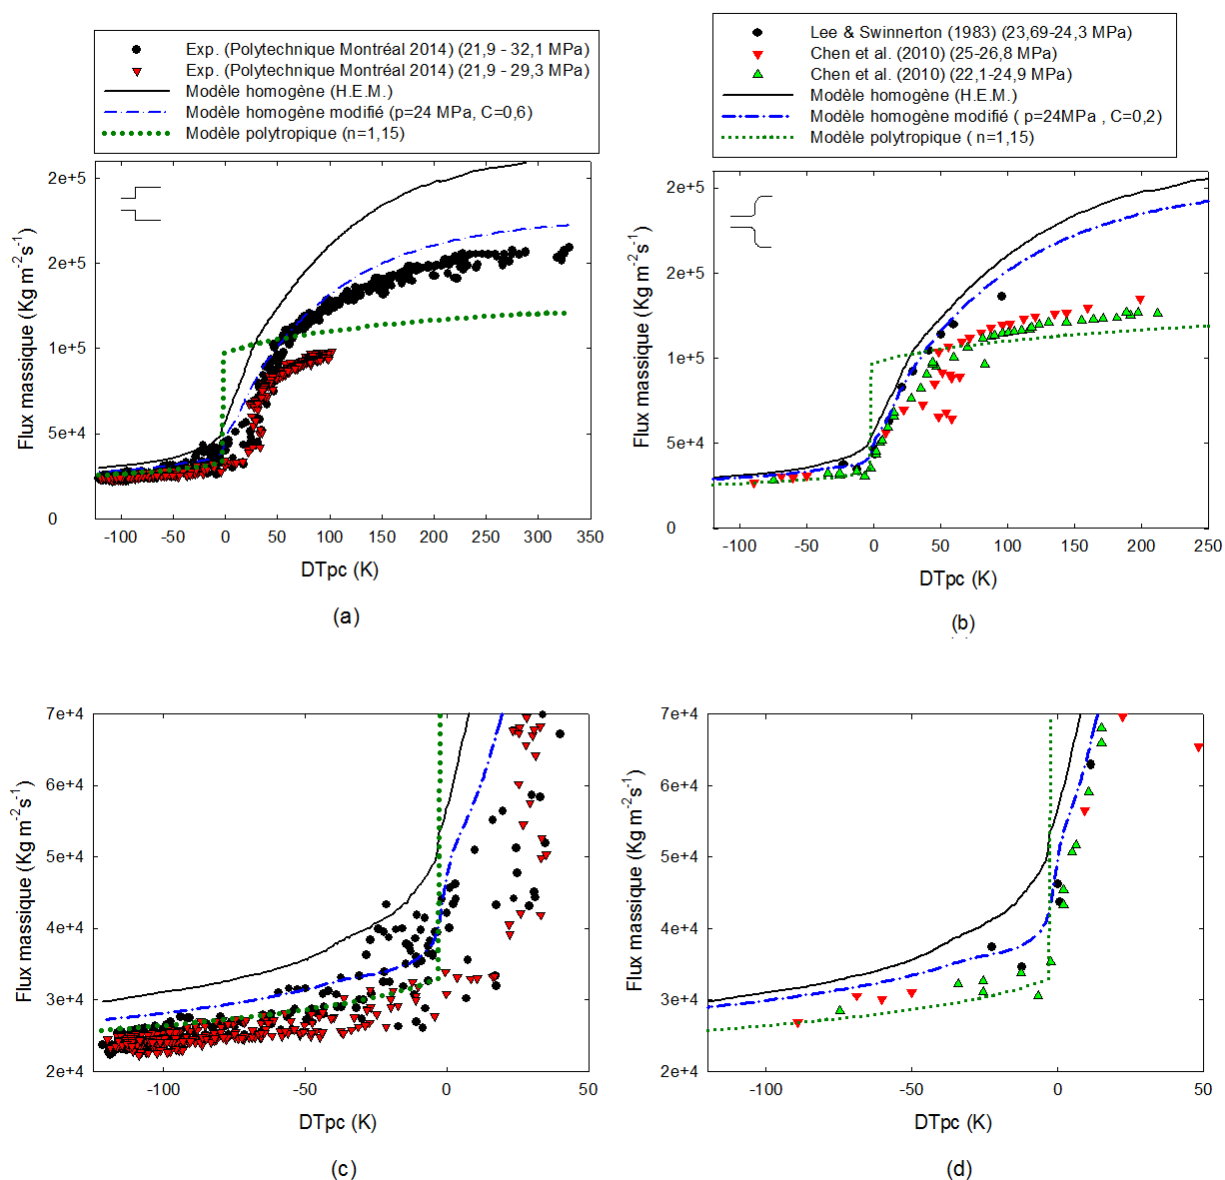 (a)
Exp. (Polytechnique Montréal 2014) (21,9 - 32,1 MPa)
Exp. (Polytechnique Montréal 2014) (21,9 - 29,3 MPa)
Modèle homogène (H.E.M.)
Modèle homogène modifié (p=24 MPa, C=0,6)
Modèle polytropique (n=1,15)
Flux massique (Kg m-2s-1)
2e+5
2e+5
1e+5
5e+4
0
-100 -50 0 50 100 150 200 250 300 350
DTpc (K)
(a)
(b)
Lee & Swinnerton (1983) (23,69-24,3 MPa)
Chen et al. (2010) (25-26,8 MPa)
Chen et al. (2010) (22,1-24,9 MPa)
Modèle homogène (H.E.M.)
Modèle homogène modifié ( p=24MPa , C=0,2)
Modèle polytropique ( n=1,15)
Flux massique (Kg m-2s-1)
2e+5
2e+5
1e+5
5e+4
0
-100 -50 0 50 100 150 200 250
DTpc (K)
(b)
Flux massique (Kg m-2s-1)
7e+4
6e+4
5e+4
4e+4
3e+4
2e+4
-100 -50 0 50
DTpc (K)
(c)
Flux massique (Kg m-2s-1)
7e+4
6e+4
5e+4
4e+4
3e+4
2e+4
-100 -50 0 50
DTpc (K)
(d)